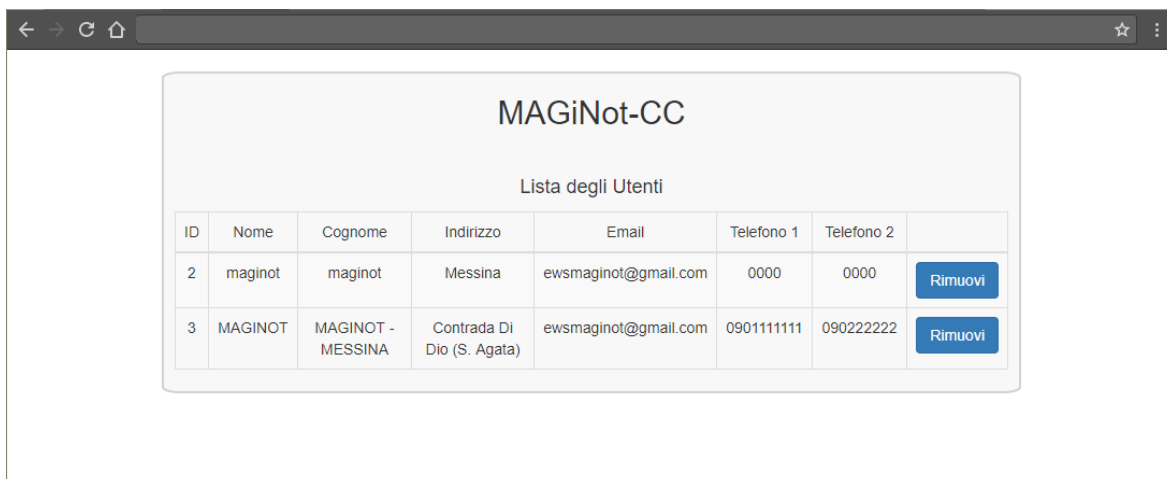 MAGiNot-CC
Lista degli Utenti
ID Nome Cognome Indirizzo Email Telefono 1 Telefono 2
2 maginot maginot Messina ewsmaginot@gmail.com 0000 0000 Rimuovi
3 MAGINOT MAGINOT - Contrada Di ewsmaginot@gmail.com 0901111111 090222222 Rimuovi
MESSINA Dio (S. Agata)